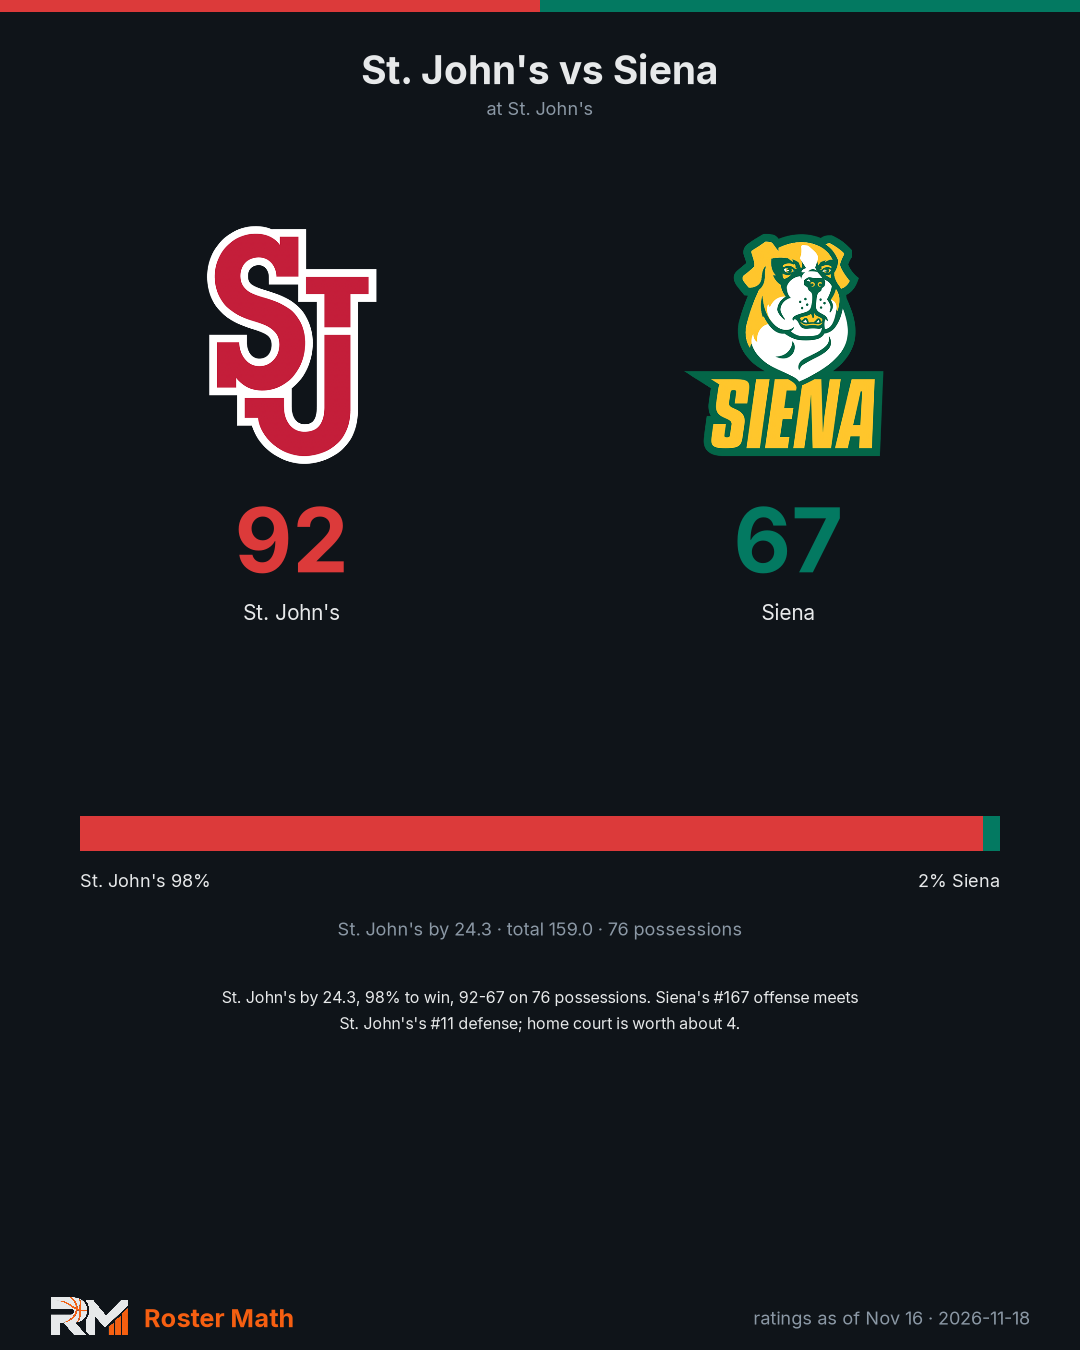 St. John's vs Siena
at St. John's
STJ
SIENA
92
67
St. John's
Siena
St. John's 98%
2% Siena
St. John's by 24.3 · total 159.0 · 76 possessions
St. John's by 24.3, 98% to win, 92-67 on 76 possessions. Siena's #167 offense meets
St. John's's #11 defense; home court is worth about 4.
RM
Roster Math
ratings as of Nov 16 · 2026-11-18